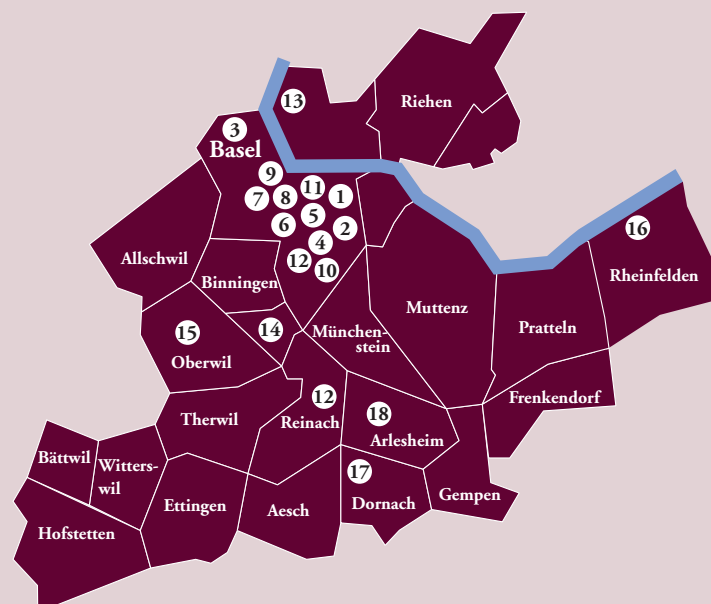 13
Riehen
3
Basel
9
11
7
8
1
5
6
2
4
12
10
16
Allschwil
Binningen
Rheinfelden
Muttenz
15
14
München-
stein
Pratteln
Oberwil
12
Reinach
Frenkendorf
Therwil
18
Arlesheim
Bättwil
Witters-
wil
17
Dornach
Gempen
Ettingen
Aesch
Hofstetten